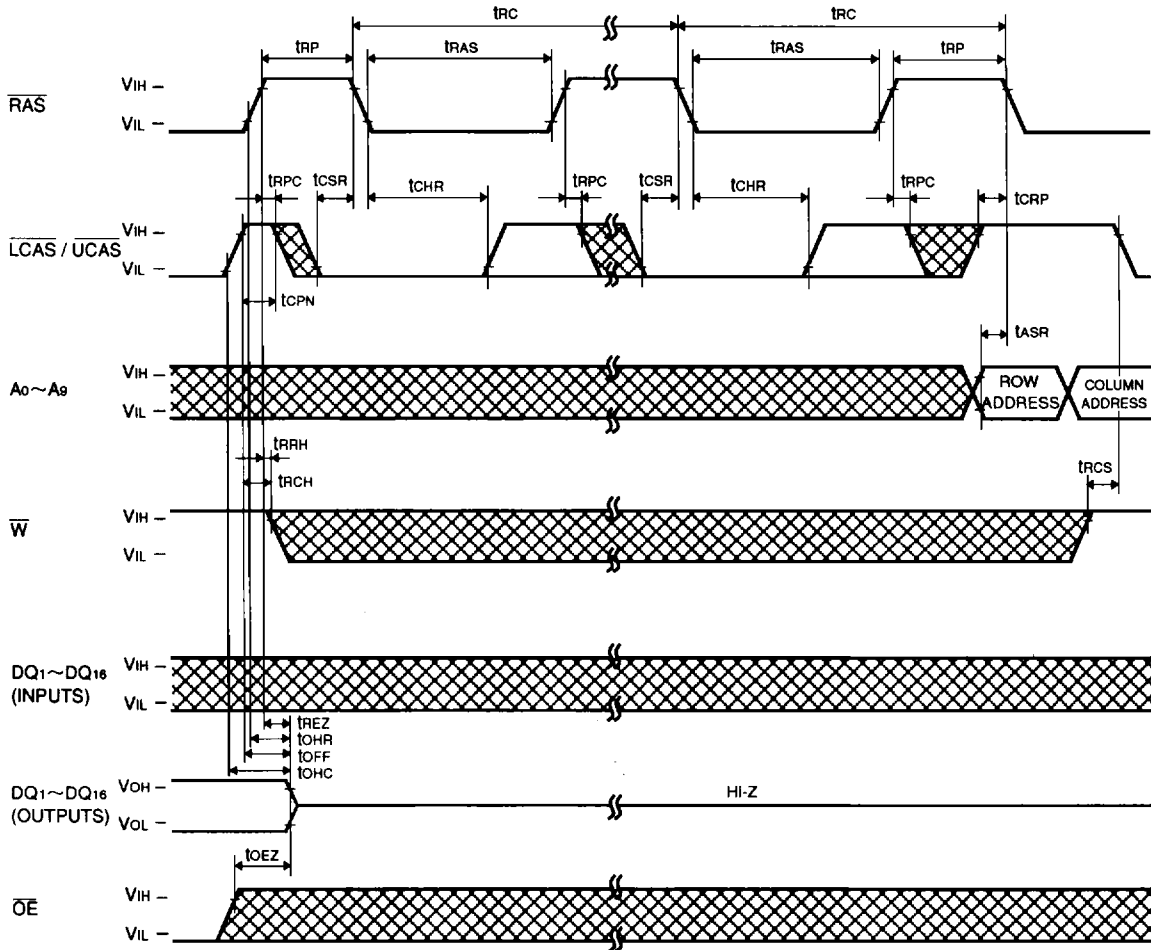 tRC tRC
tRP tRAS tRAS tRP
VIH
RAS
VIL
tRPC tCSR tCHR tRPC tCSR tCHR tRPC tCRP
VIH
LCAS / UCAS
VIL
tCPN
tASR
VIH
A0~A9 ROW ADDRESS COLUMN ADDRESS
VIL
tRRH
tRCH tRCS
VIH
W
VIL
DQ1~DQ16 VIH
(INPUTS) VIL
tREZ
tOHR
tOFF
tOHC
VOH
DQ1~DQ16 HI-Z
(OUTPUTS) VOL
tOEZ
VIH
OE
VIL